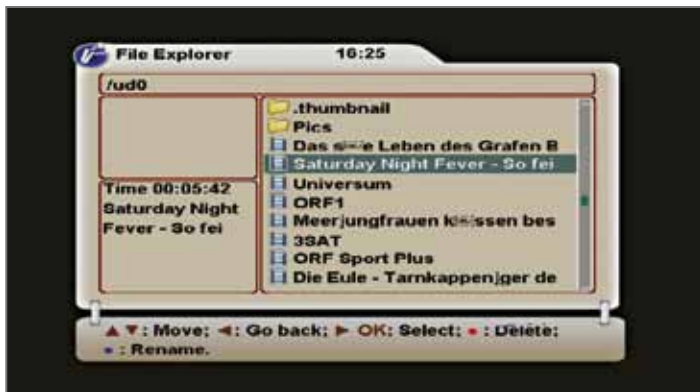 File Explorer 16:25
/ud0
.thumbnail
Pics
Das e Leben des Grafen B
Saturday Night Fever - So fei
Universum
ORF1
Meerjungfrauen bes
3SAT
ORF Sport Plus
Die Eule - Tarnkappenjger de
Time 00:05:42
Saturday Night
Fever - So fei
▲ ▼ : Move; ◄: Go back; ► OK: Select; ● : Delete;
● : Rename.